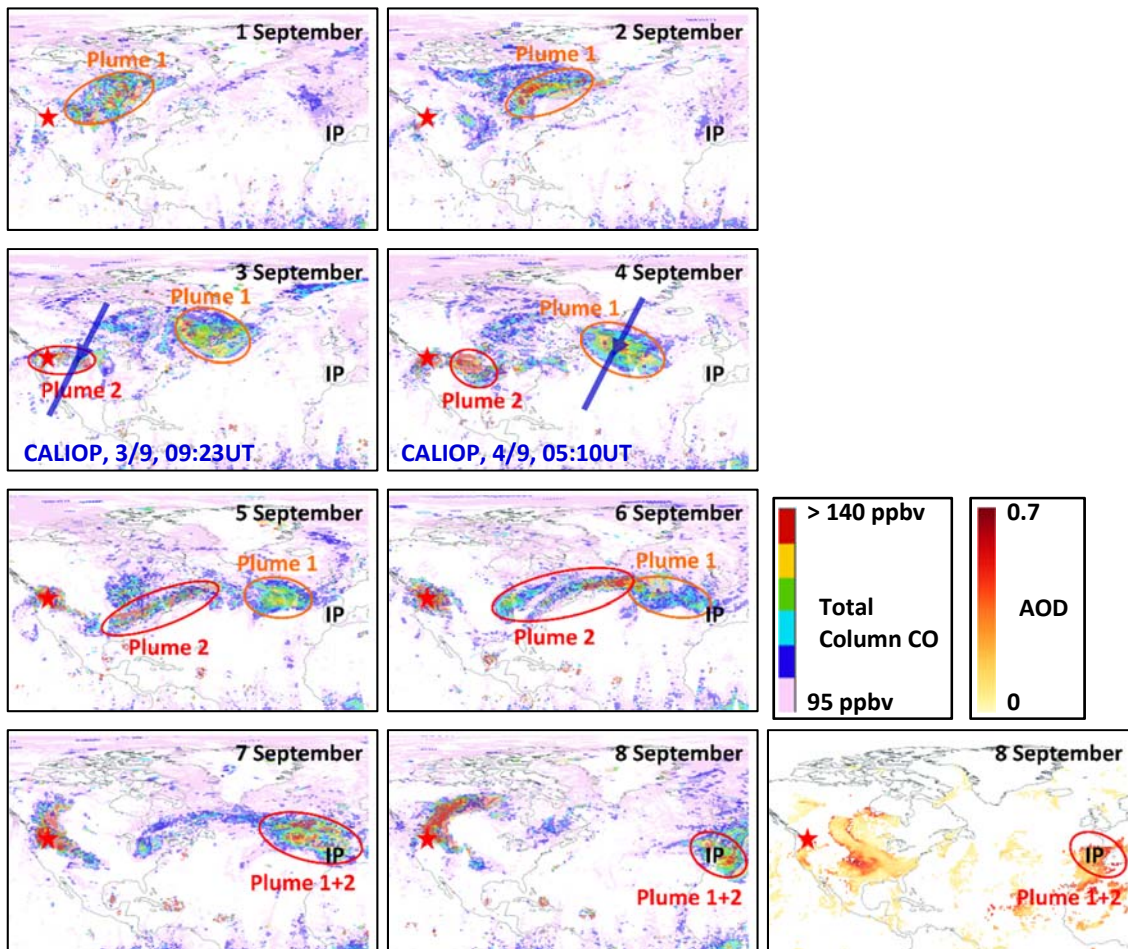 1 September
Plume 1
IP
2 September
Plume 1
IP
3 September
Plume 1
IP
Plume 2
CALIOP, 3/9, 09:23UT
4 September
Plume 1
IP
Plume 2
CALIOP, 4/9, 05:10UT
5 September
Plume 1
IP
Plume 2
6 September
Plume 1
IP
Plume 2
> 140 ppbv
Total
Column CO
95 ppbv
0.7
AOD
0
7 September
IP
Plume 1+2
8 September
IP
Plume 1+2
8 September
IP
Plume 1+2